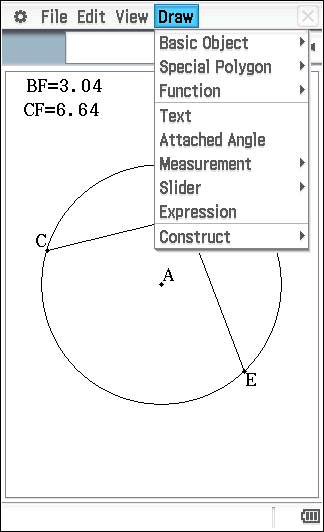 File Edit View Draw
Basic Object
Special Polygon
Function
Text
Attached Angle
Measurement
Slider
Expression
Construct
BF=3.04
CF=6.64
C
A
E